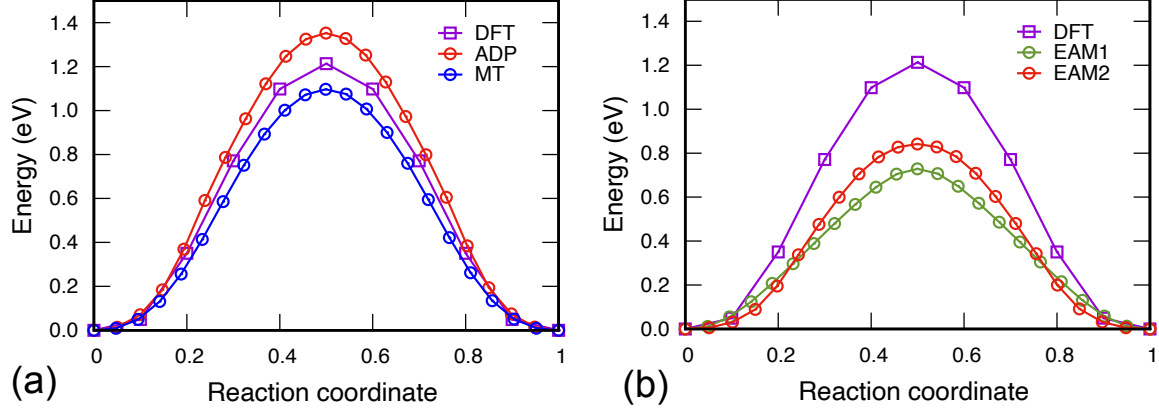 1.4
1.2
1.0
0.8
0.6
0.4
0.2
0.0
Energy (eV)
DFT
ADP
MT
0 0.2 0.4 0.6 0.8 1
Reaction coordinate
(a)
1.4
1.2
1.0
0.8
0.6
0.4
0.2
0.0
Energy (eV)
DFT
EAM1
EAM2
0 0.2 0.4 0.6 0.8 1
Reaction coordinate
(b)